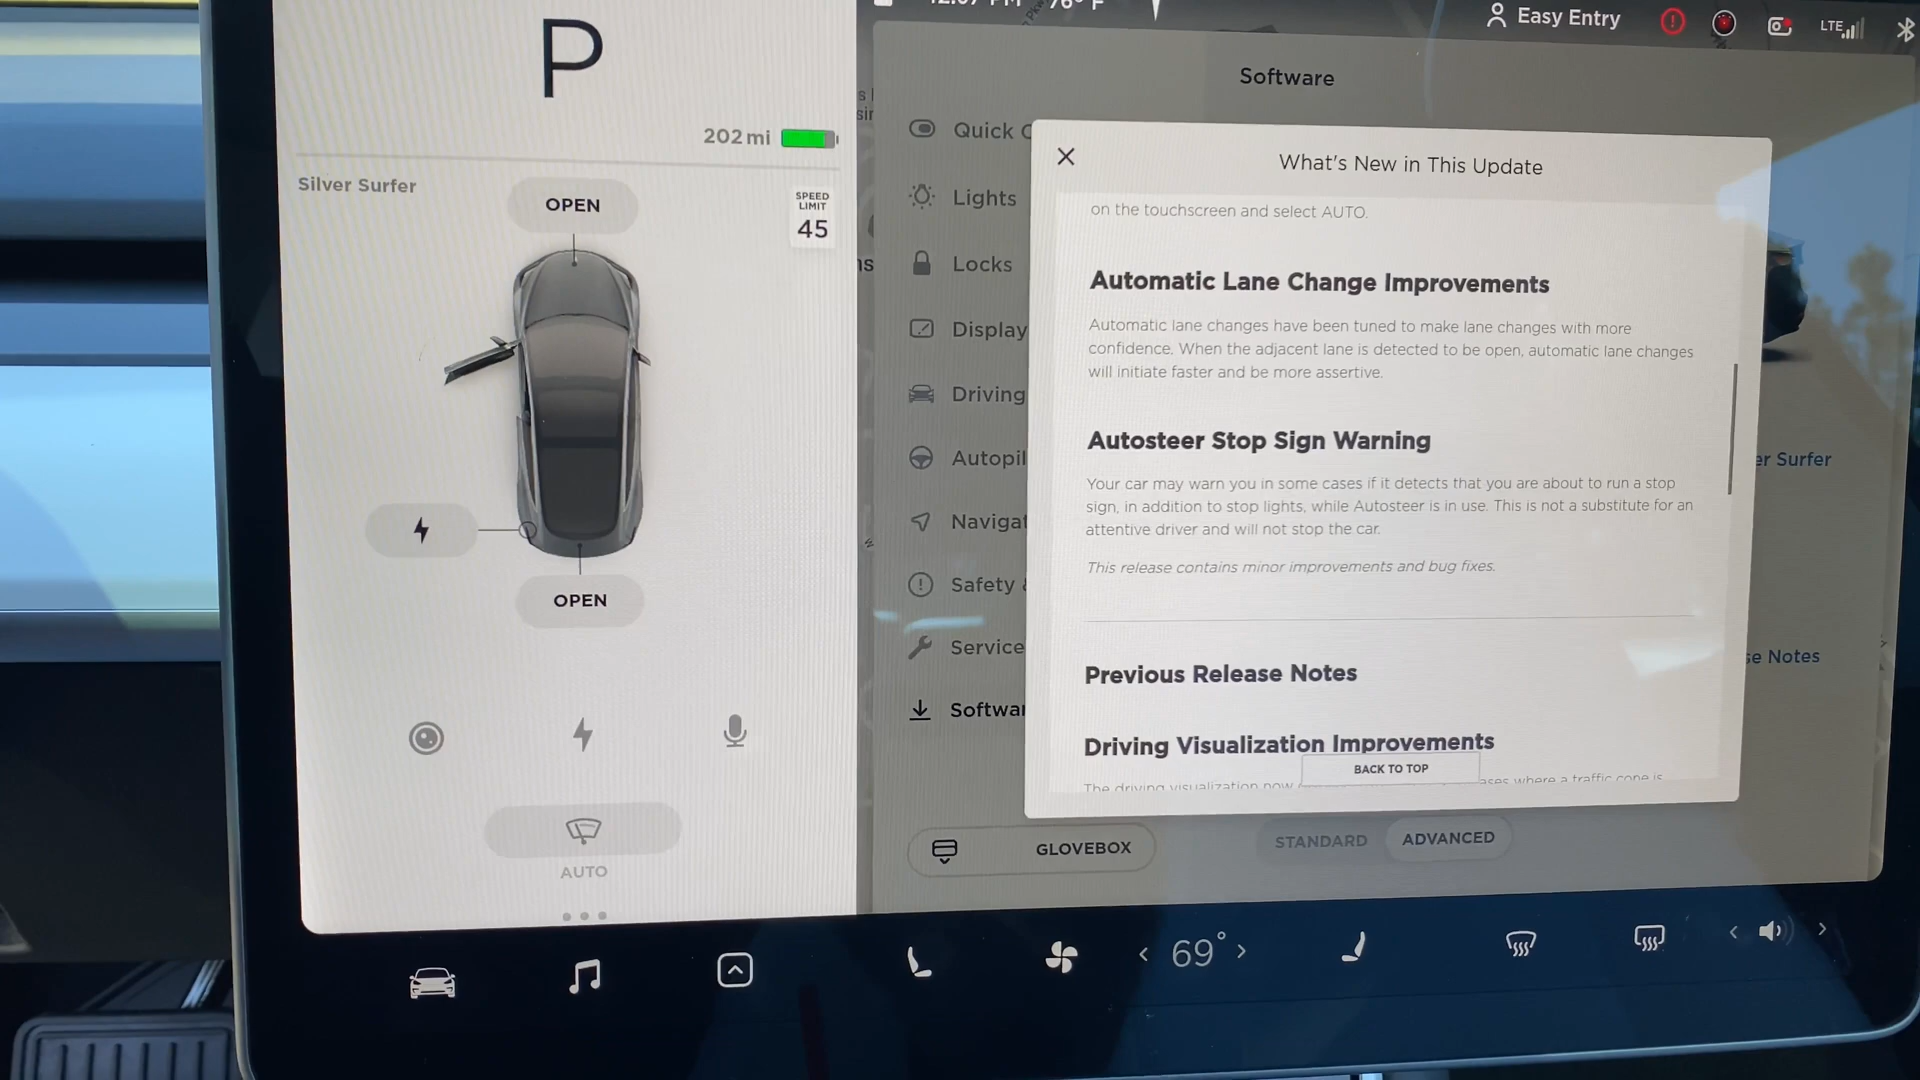 P
202 mi
Silver Surfer
OPEN
SPEED
LIMIT
45
OPEN
AUTO
Easy Entry
LTE
Software
Quick
Lights
Locks
Display
Driving
Autopil
Navigat
Safety
Service
Softwar
What's New in This Update
on the touchscreen and select AUTO.
Automatic Lane Change Improvements
Automatic lane changes have been tuned to make lane changes with more
confidence. When the adjacent lane is detected to be open, automatic lane changes
will initiate faster and be more assertive.
Autosteer Stop Sign Warning
Your car may warn you in some cases if it detects that you are about to run a stop
sign, in addition to stop lights, while Autosteer is in use. This is not a substitute for an
attentive driver and will not stop the car.
This release contains minor improvements and bug fixes.
Previous Release Notes
Driving Visualization Improvements
The driving visualization now
ases where a traffic cone is
BACK TO TOP
er Surfer
se Notes
GLOVEBOX
STANDARD
ADVANCED
69°